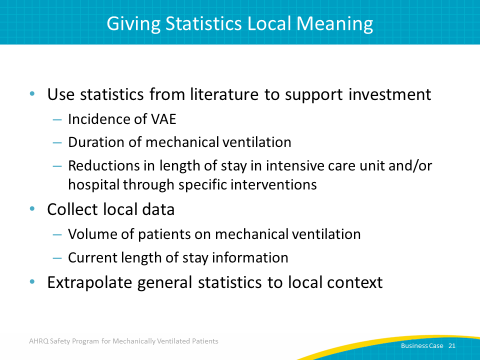 Giving Statistics Local Meaning
• Use statistics from literature to support investment
– Incidence of VAE
– Duration of mechanical ventilation
– Reductions in length of stay in intensive care unit and/or
hospital through specific interventions
• Collect local data
– Volume of patients on mechanical ventilation
– Current length of stay information
• Extrapolate general statistics to local context
AHRQ Safety Program for Mechanically Ventilated Patients
Business Case 21